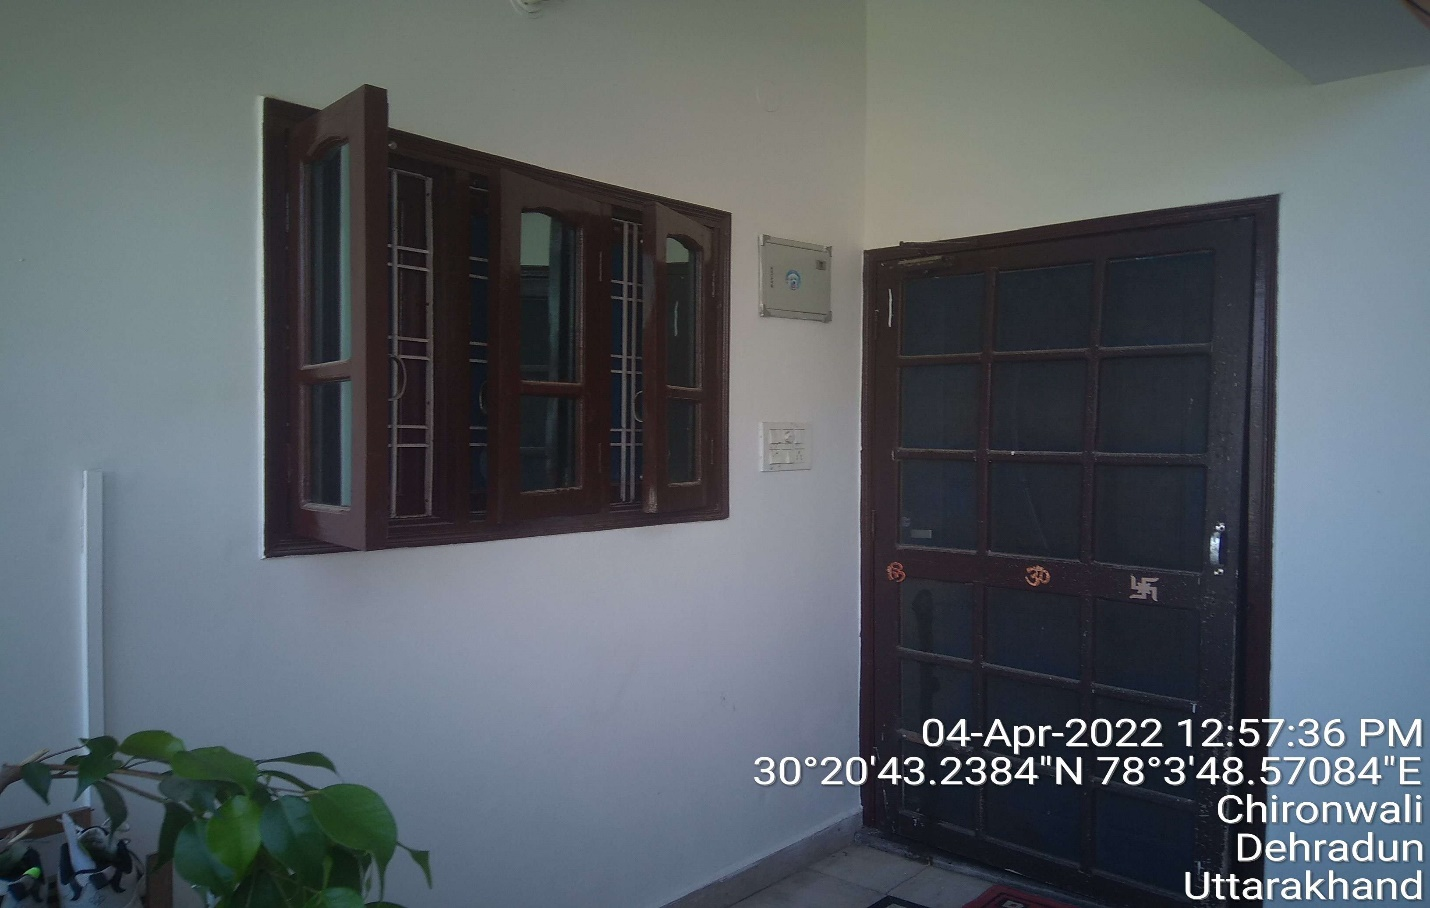 ॐ
04-Apr-2022 12:57:36 PM
30°20'43.2384"N 78°3'48.57084"E
Chironwali
Dehradun
Uttarakhand